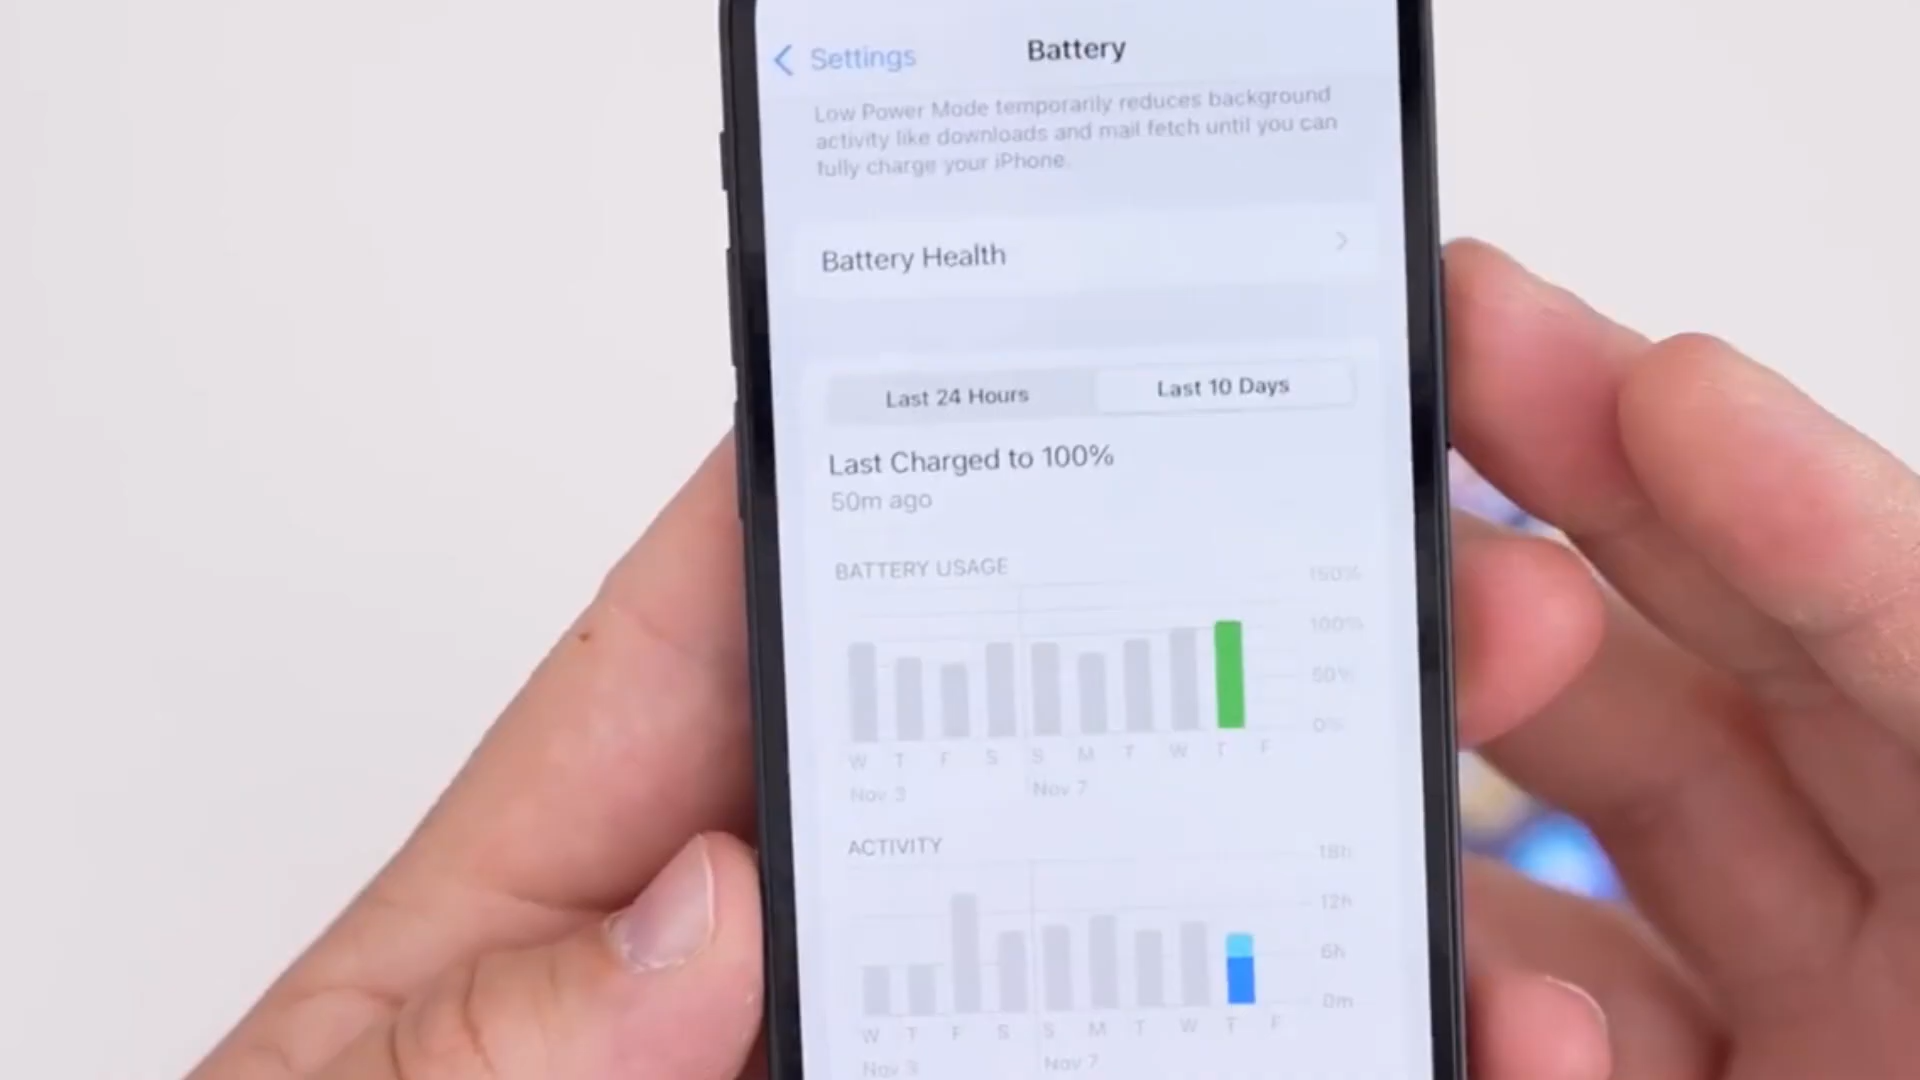 Settings
Battery
Low Power Mode temporarily reduces background
activity like downloads and mail fetch until you can
fully charge your iPhone.
Battery Health
Last 24 Hours
Last 10 Days
Last Charged to 100%
50m ago
BATTERY USAGE
150%
100%
50%
0%
W T F S S M T W T F
Nov 3 Nov 7
ACTIVITY
18h
12h
6h
0m
W T F S S M T W T F
Nov 3 Nov 7